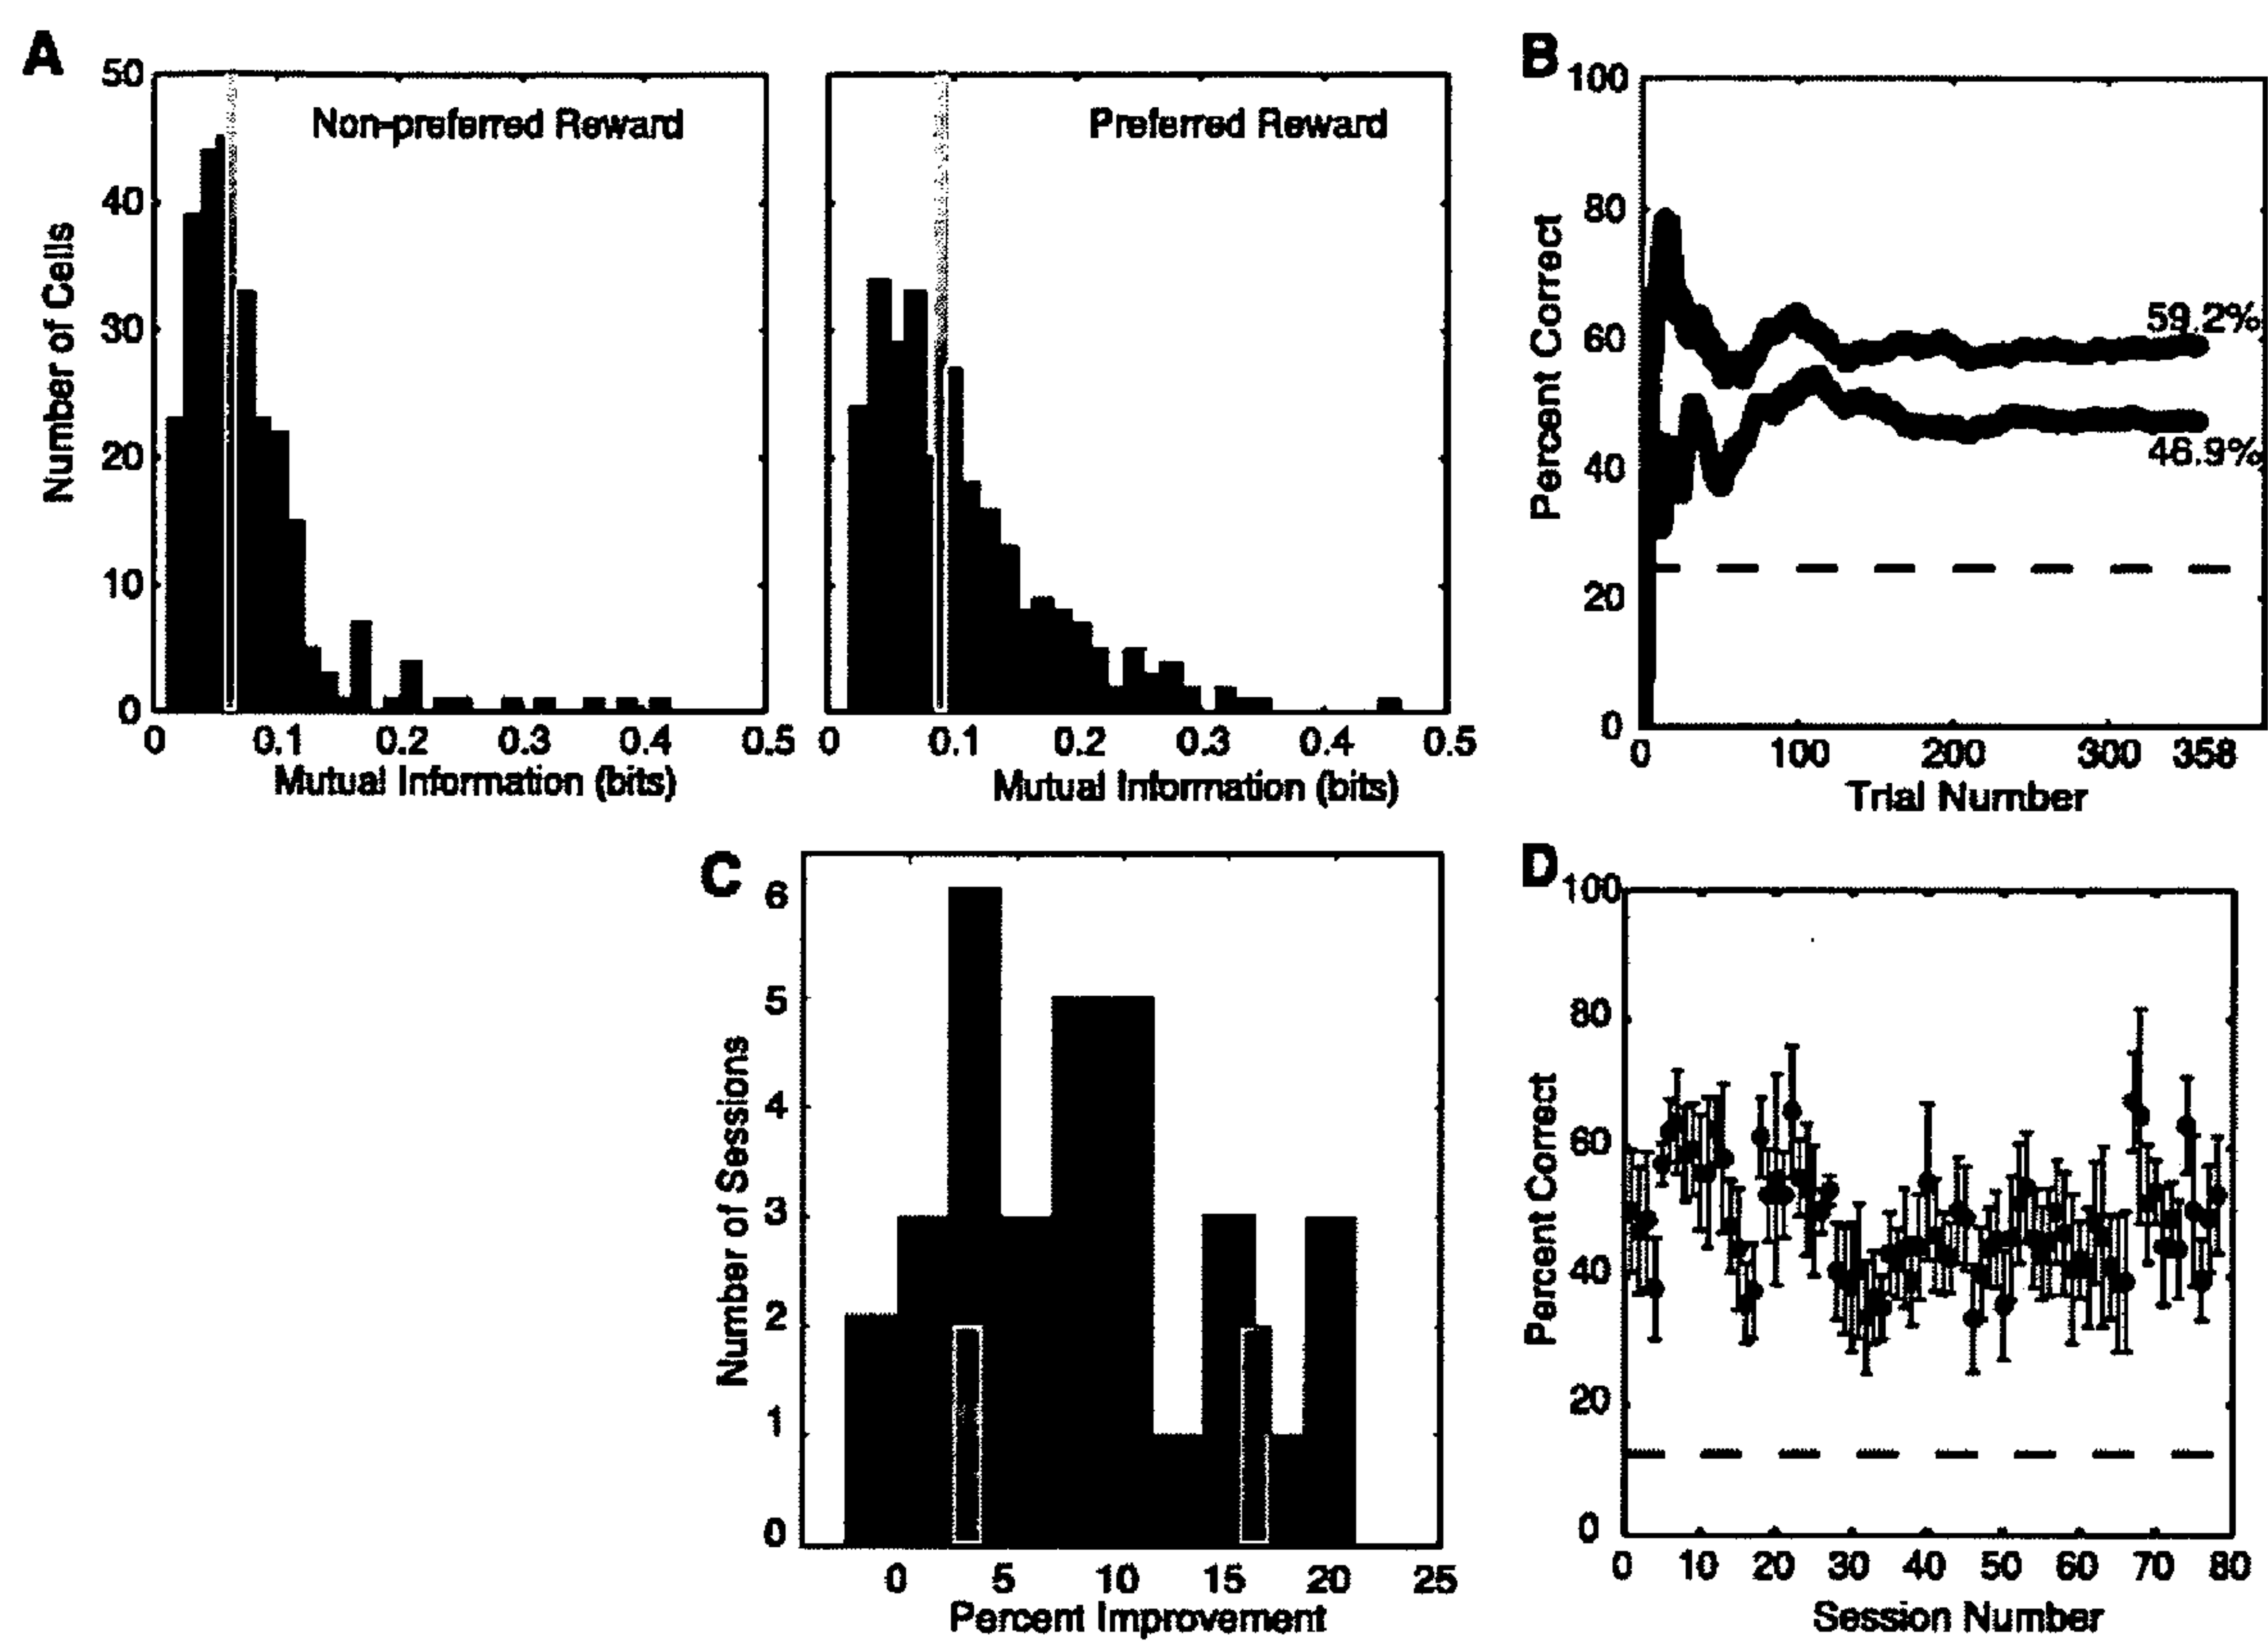 A
50
40
30
20
10
0
Number of Cells
Non-preferred Reward
0 0.1 0.2 0.3 0.4 0.5
Mutual Information (bits)
Preferred Reward
0 0.1 0.2 0.3 0.4 0.5
Mutual Information (bits)
B
100
80
60
40
20
0
Percent Correct
59.2%
46.9%
0 100 200 300 358
Trial Number
C
6
5
4
3
2
1
0
Number of Sessions
0 5 10 15 20 25
Percent Improvement
D
100
80
60
40
20
0
Percent Correct
0 10 20 30 40 50 60 70 80
Session Number